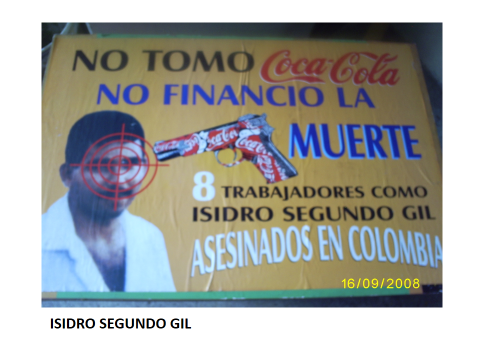 NO TOMO Coca-Cola
NO FINANCIO LA
MUERTE
8 TRABAJADORES COMO
ISIDRO SEGUNDO GIL
ASESINADOS EN COLOMBIA
16/09/2008
ISIDRO SEGUNDO GIL